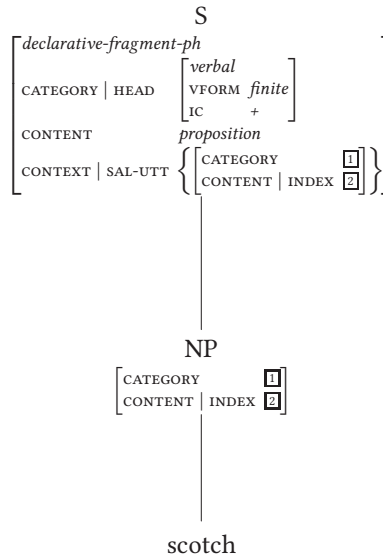 S
declarative-fragment-ph
CATEGORY | HEAD [verbal
VFORM finite
IC +]
CONTENT proposition
CONTEXT | SAL-UTT {[CATEGORY 1
CONTENT | INDEX 2]}
NP
[CATEGORY 1
CONTENT | INDEX 2]
scotch